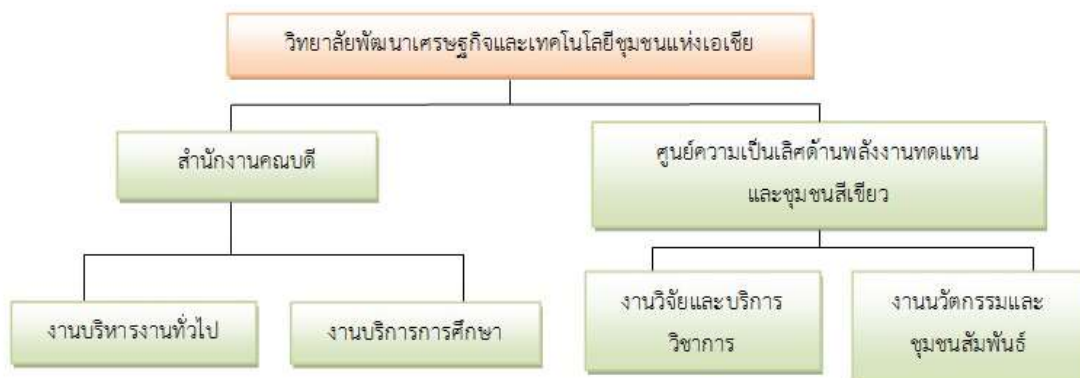 วิทยาลัยพัฒนาเศรษฐกิจและเทคโนโลยีชุมชนแห่งเอเชีย
สำนักงานคณบดี
ศูนย์ความเป็นเลิศด้านพลังงานทดแทน
และชุมชนสีเขียว
งานบริหารงานทั่วไป
งานบริการการศึกษา
งานวิจัยและบริการ
วิชาการ
งานนวัตกรรมและ
ชุมชนสัมพันธ์